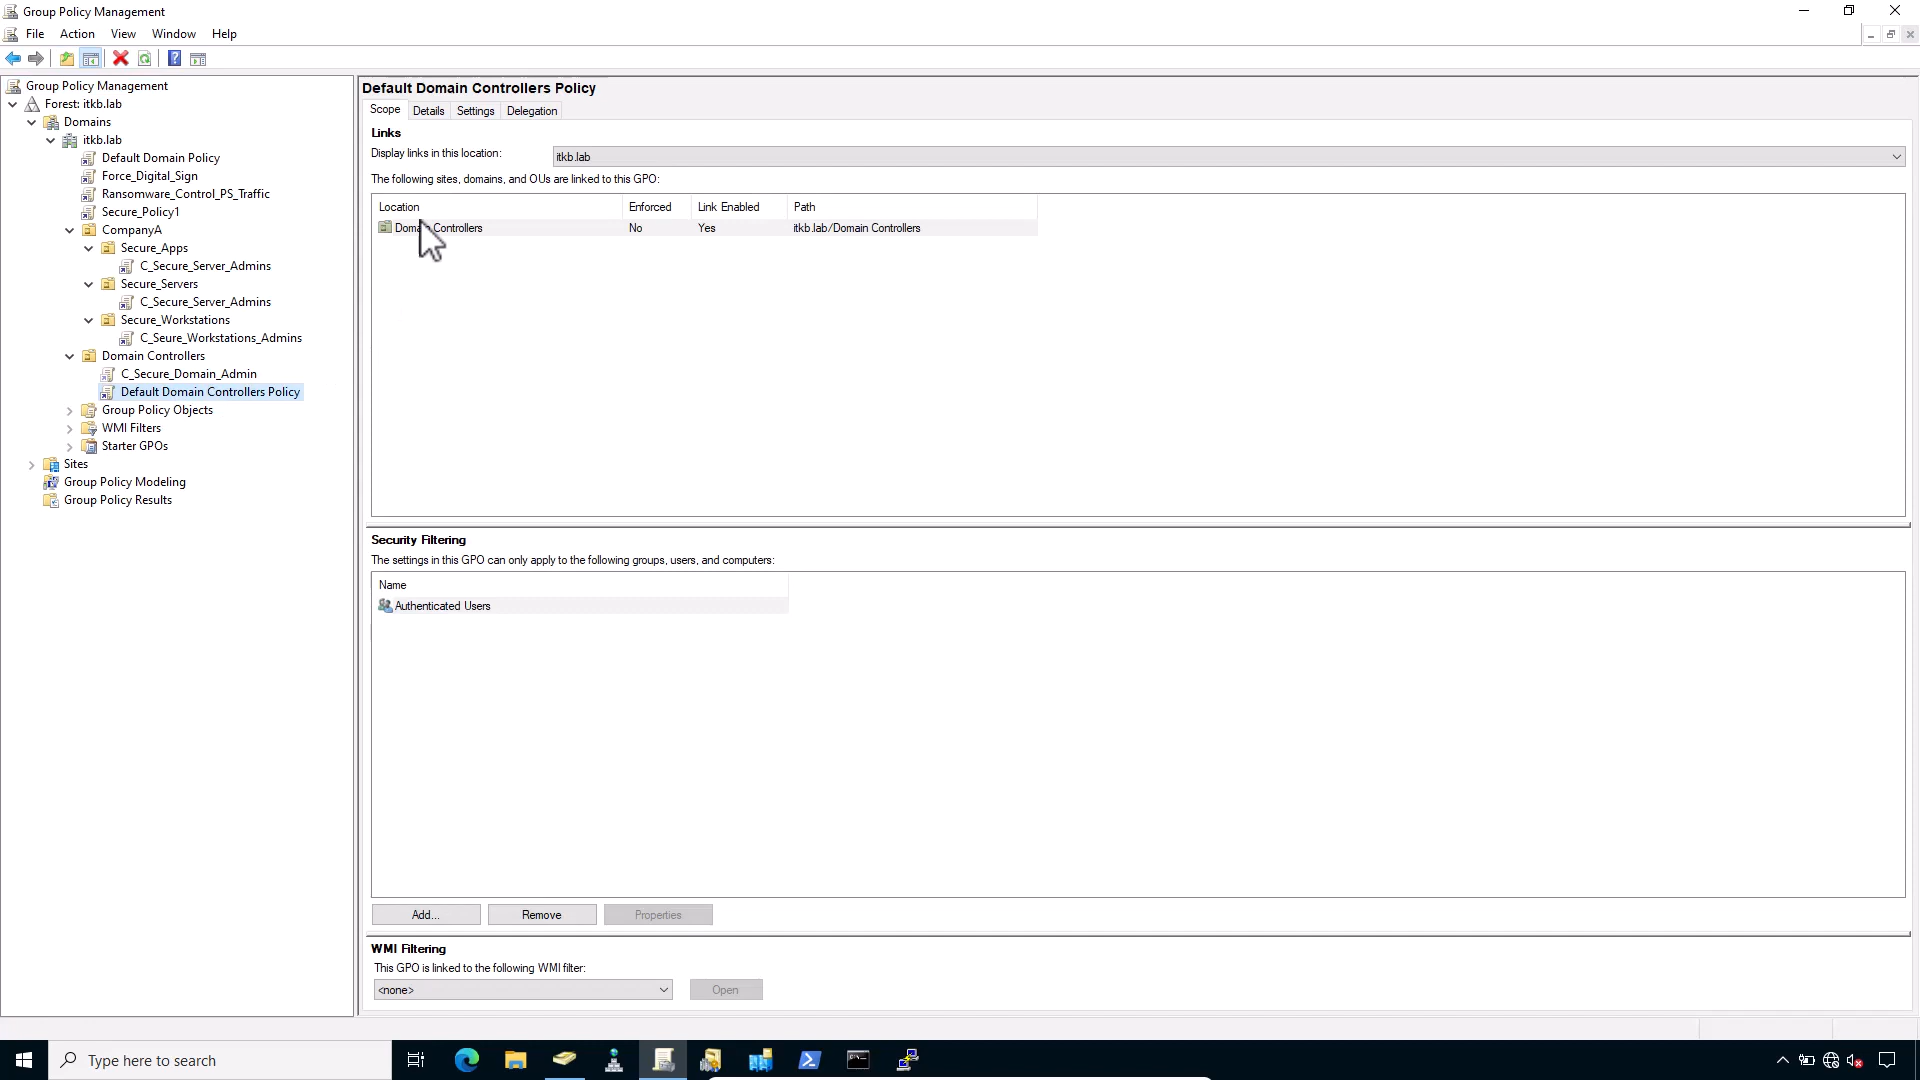 Group Policy Management
File Action View Window Help
Group Policy Management
Forest: itkb.lab
Domains
itkb.lab
Default Domain Policy
Force_Digital_Sign
Ransomware_Control_PS_Traffic
Secure_Policy1
CompanyA
Secure_Apps
C_Secure_Server_Admins
Secure_Servers
C_Secure_Server_Admins
Secure_Workstations
C_Seure_Workstations_Admins
Domain Controllers
C_Secure_Domain_Admin
Default Domain Controllers Policy
Group Policy Objects
WMI Filters
Starter GPOs
Sites
Group Policy Modeling
Group Policy Results
Default Domain Controllers Policy
Scope Details Settings Delegation
Links
Display links in this location: itkb.lab
The following sites, domains, and OUs are linked to this GPO:
Location Enforced Link Enabled Path
Domain Controllers No Yes itkb.lab/Domain Controllers
Security Filtering
The settings in this GPO can only apply to the following groups, users, and computers:
Name
Authenticated Users
Add... Remove Properties
WMI Filtering
This GPO is linked to the following WMI filter:
<none> Open
Type here to search